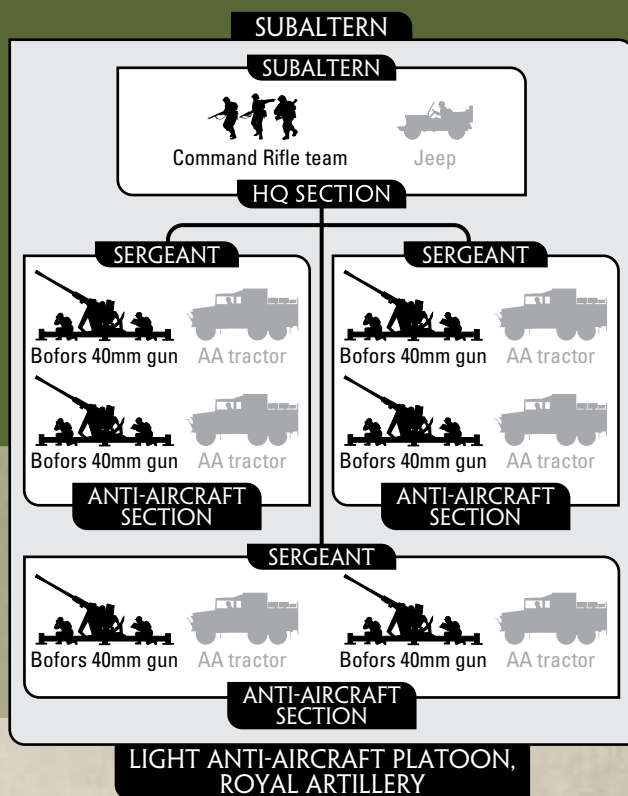 SUBALTERN
SUBALTERN
Command Rifle team
Jeep
HQ SECTION
SERGEANT
SERGEANT
Bofors 40mm gun
AA tractor
Bofors 40mm gun
AA tractor
Bofors 40mm gun
AA tractor
Bofors 40mm gun
AA tractor
ANTI-AIRCRAFT
SECTION
ANTI-AIRCRAFT
SECTION
SERGEANT
Bofors 40mm gun
AA tractor
Bofors 40mm gun
AA tractor
ANTI-AIRCRAFT
SECTION
LIGHT ANTI-AIRCRAFT PLATOON,
ROYAL ARTILLERY